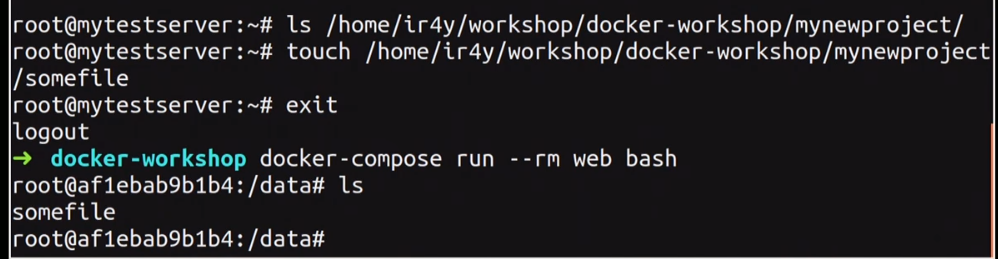 root@mytestserver:~# ls /home/ir4y/workshop/docker-workshop/mynewproject/
root@mytestserver:~# touch /home/ir4y/workshop/docker-workshop/mynewproject
/somefile
root@mytestserver:~# exit
logout
➜  docker-workshop docker-compose run --rm web bash
root@af1ebab9b1b4:/data# ls
somefile
root@af1ebab9b1b4:/data#